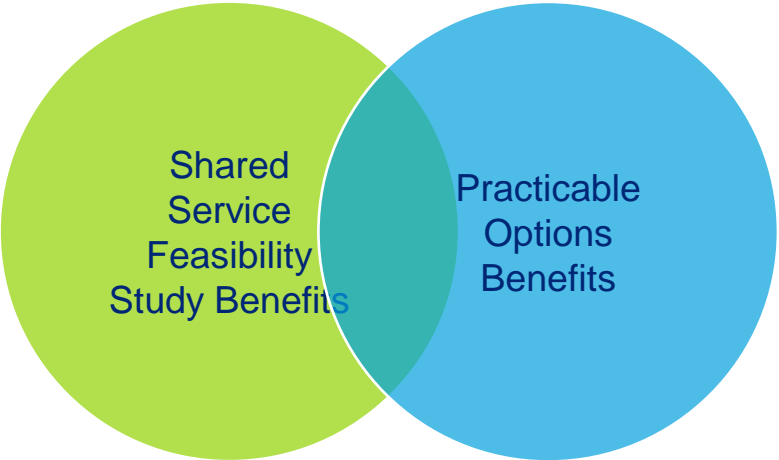 Shared
Service
Feasibility
Study Benefits
Practicable
Options
Benefits